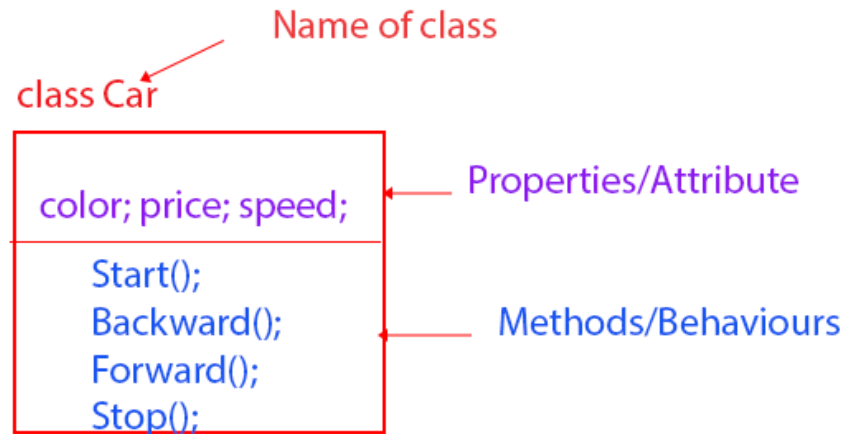 Name of class
class Car
color; price; speed;
Properties/Attribute
Start();
Backward();
Methods/Behaviours
Forward();
Stop();